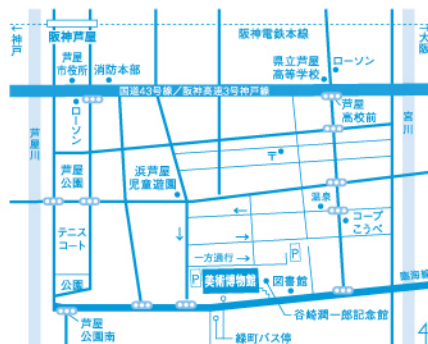 阪神電鉄本線
←神戸
阪神芦屋
→大阪
芦屋
市役所
消防本部
県立芦屋
高等学校
ローソン
国道43号線／阪神高速3号神戸線
ローソン
芦屋
高校前
芦屋川
宮川
〒
芦屋
公園
浜芦屋
児童遊園
温泉
←
コープ
こうべ
テニス
コート
↓
→
一方通行
P
公園
P
美術博物館
図書館
臨海線
谷崎潤一郎記念館
芦屋
公園南
緑町バス停
4